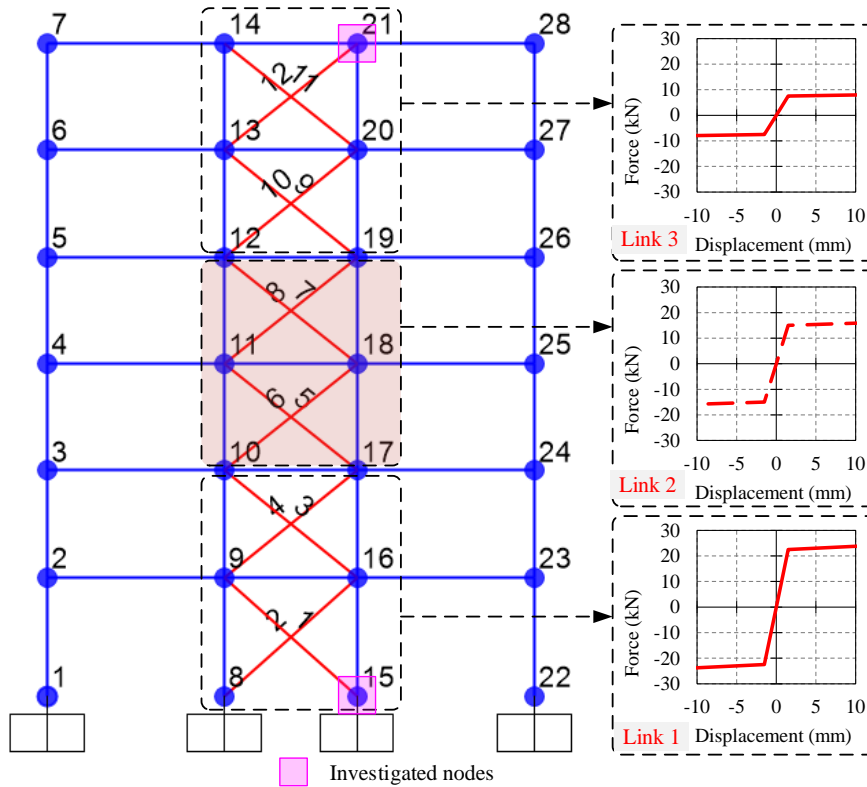 7 14 21 28
12 11
6 13 20 27
10 9
5 12 19 26
8 7
4 11 18 25
6 5
3 10 17 24
4 3
2 9 16 23
2 1
1 8 15 22
Investigated nodes
30
20
10
0
-10
-20
-30
-10 -5 0 5 10
Force (kN)
Link 3
Displacement (mm)
30
20
10
0
-10
-20
-30
-10 -5 0 5 10
Force (kN)
Link 2
Displacement (mm)
30
20
10
0
-10
-20
-30
-10 -5 0 5 10
Force (kN)
Link 1
Displacement (mm)